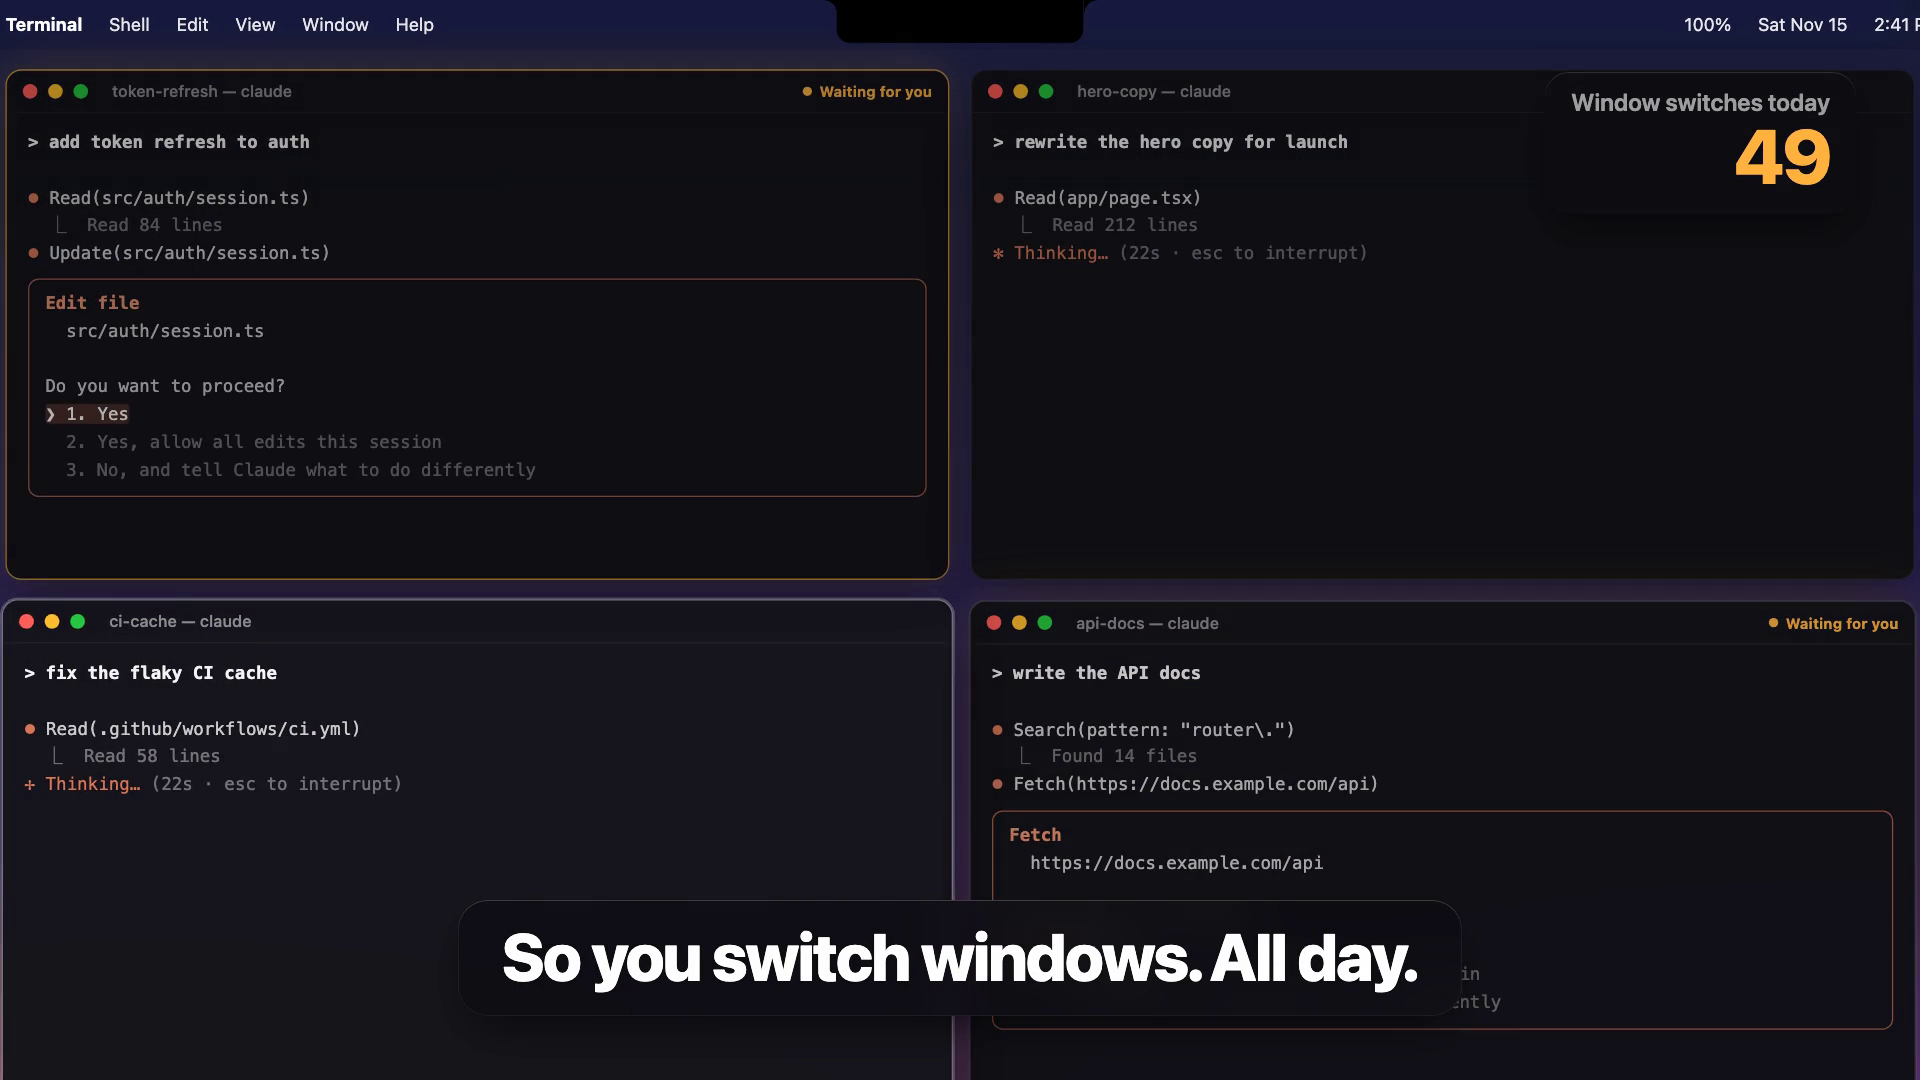 Terminal Shell Edit View Window Help
100% Sat Nov 15 2:41
token-refresh — claude
Waiting for you
> add token refresh to auth
Read(src/auth/session.ts)
Read 84 lines
Update(src/auth/session.ts)
Edit file
src/auth/session.ts
Do you want to proceed?
❯ 1. Yes
2. Yes, allow all edits this session
3. No, and tell Claude what to do differently
hero-copy — claude
> rewrite the hero copy for launch
Read(app/page.tsx)
Read 212 lines
* Thinking… (22s · esc to interrupt)
Window switches today
49
ci-cache — claude
> fix the flaky CI cache
Read(.github/workflows/ci.yml)
Read 58 lines
+ Thinking… (22s · esc to interrupt)
api-docs — claude
Waiting for you
> write the API docs
Search(pattern: "router\.")
Found 14 files
Fetch(https://docs.example.com/api)
Fetch
https://docs.example.com/api
So you switch windows. All day.